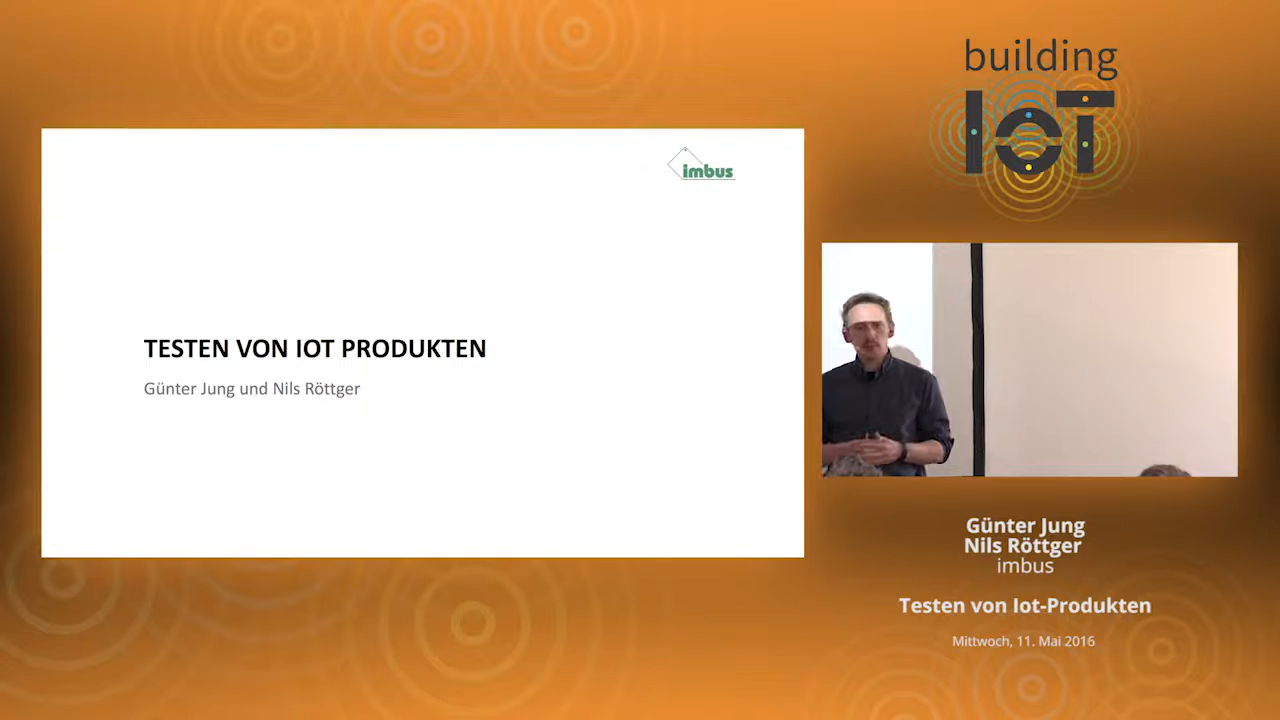 building
IoT
imbus
TESTEN VON IOT PRODUKTEN
Günter Jung und Nils Röttger
Günter Jung
Nils Röttger
imbus
Testen von Iot-Produkten
Mittwoch, 11. Mai 2016